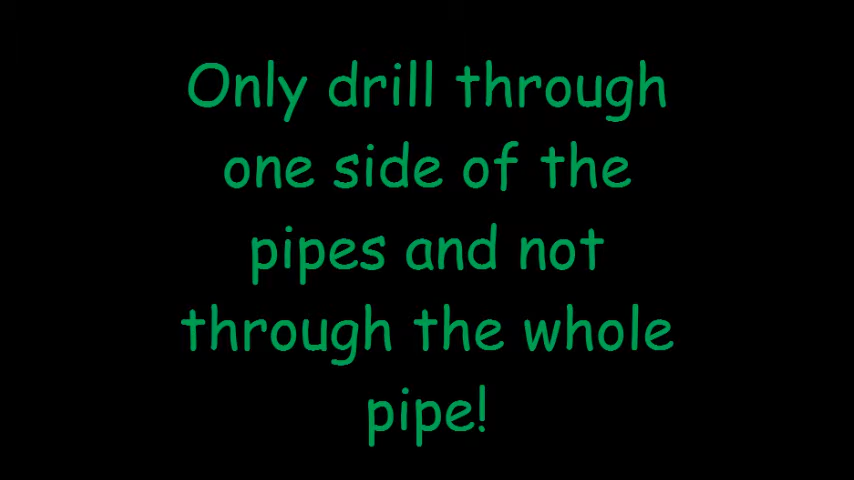 Only drill through
one side of the
pipes and not
through the whole
pipe!